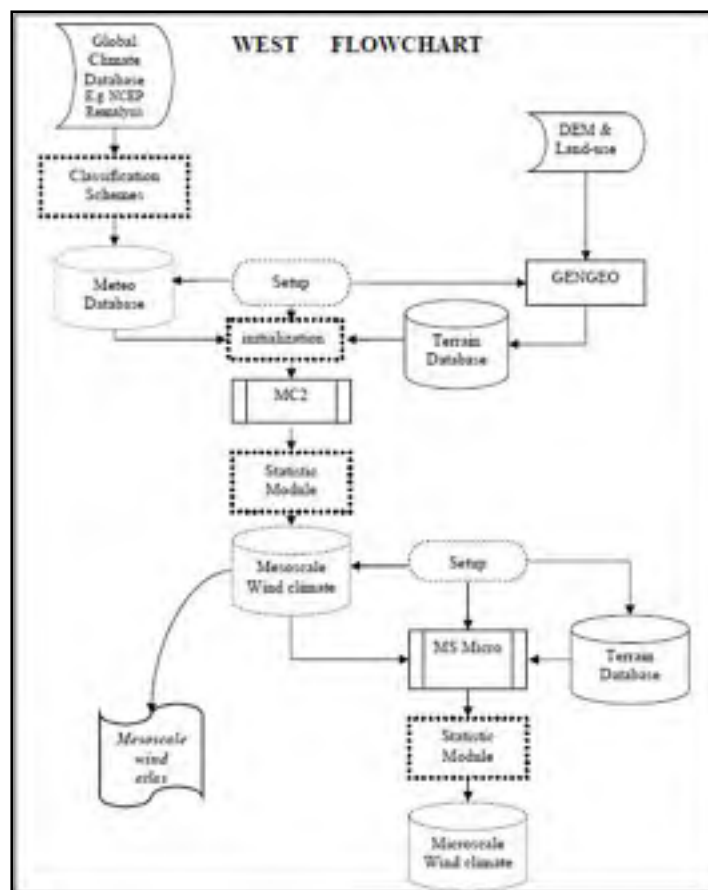 WEST FLOWCHART
Global
Climate
Database
E.g. NCEP
Reanalysis
DEM &
Land-use
Classification
Schemes
Meteo
Database
Setup
GENGEO
initialization
Terrain
Database
MC2
Statistic
Module
Mesoscale
Wind climate
Setup
MS Micro
Terrain
Database
Mesoscale
wind
atlas
Statistic
Module
Microscale
Wind climate